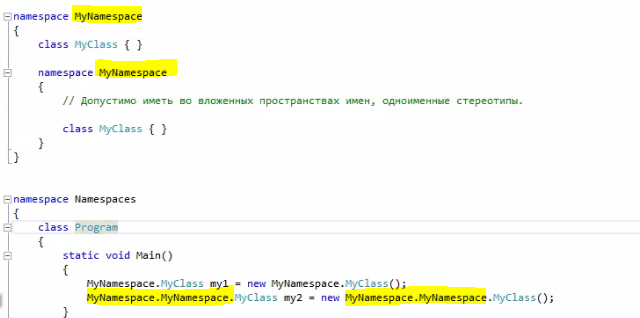 namespace MyNamespace
{
class MyClass { }
namespace MyNamespace
{
// Допустимо иметь во вложенных пространствах имен, одноименные стереотипы.
class MyClass { }
}
}
namespace Namespaces
{
class Program
{
static void Main()
{
MyNamespace.MyClass my1 = new MyNamespace.MyClass();
MyNamespace.MyNamespace.MyClass my2 = new MyNamespace.MyNamespace.MyClass();
}